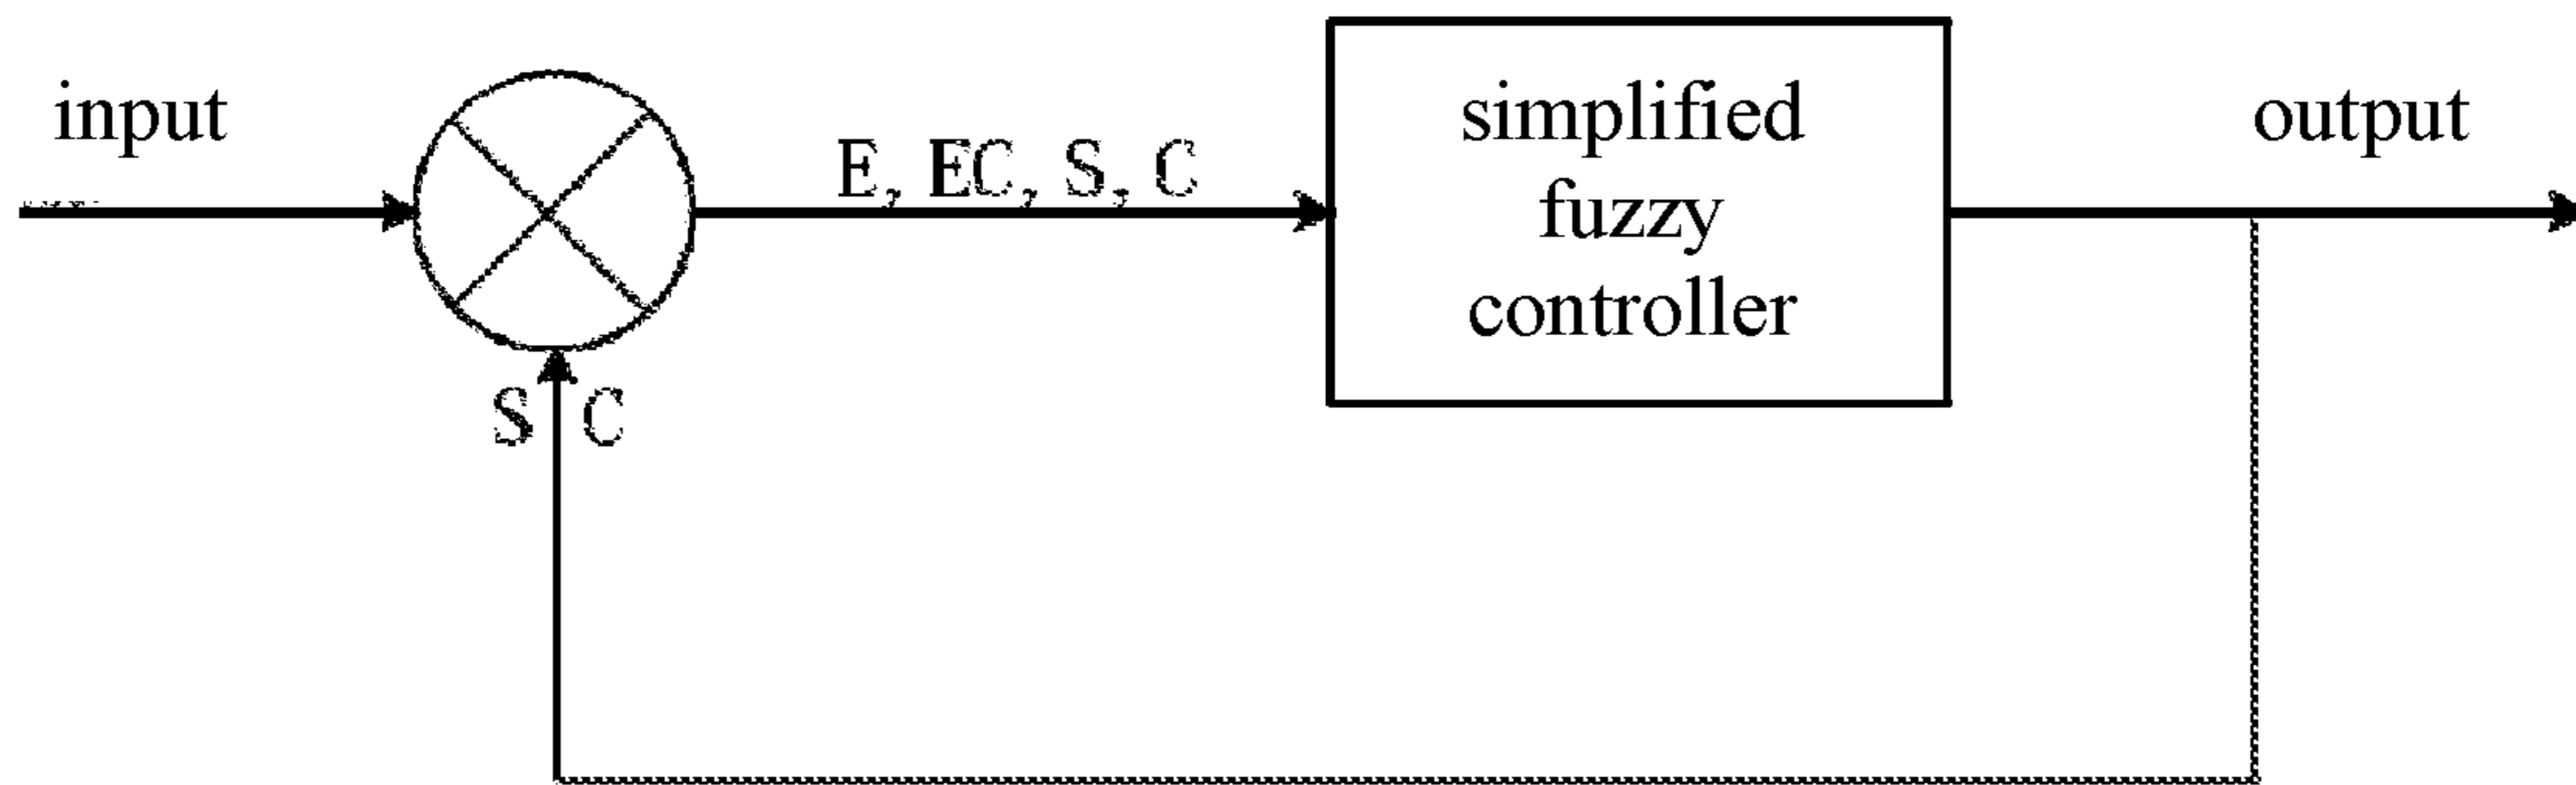 input
E, EC, S, C
simplified
fuzzy
controller
output
S C